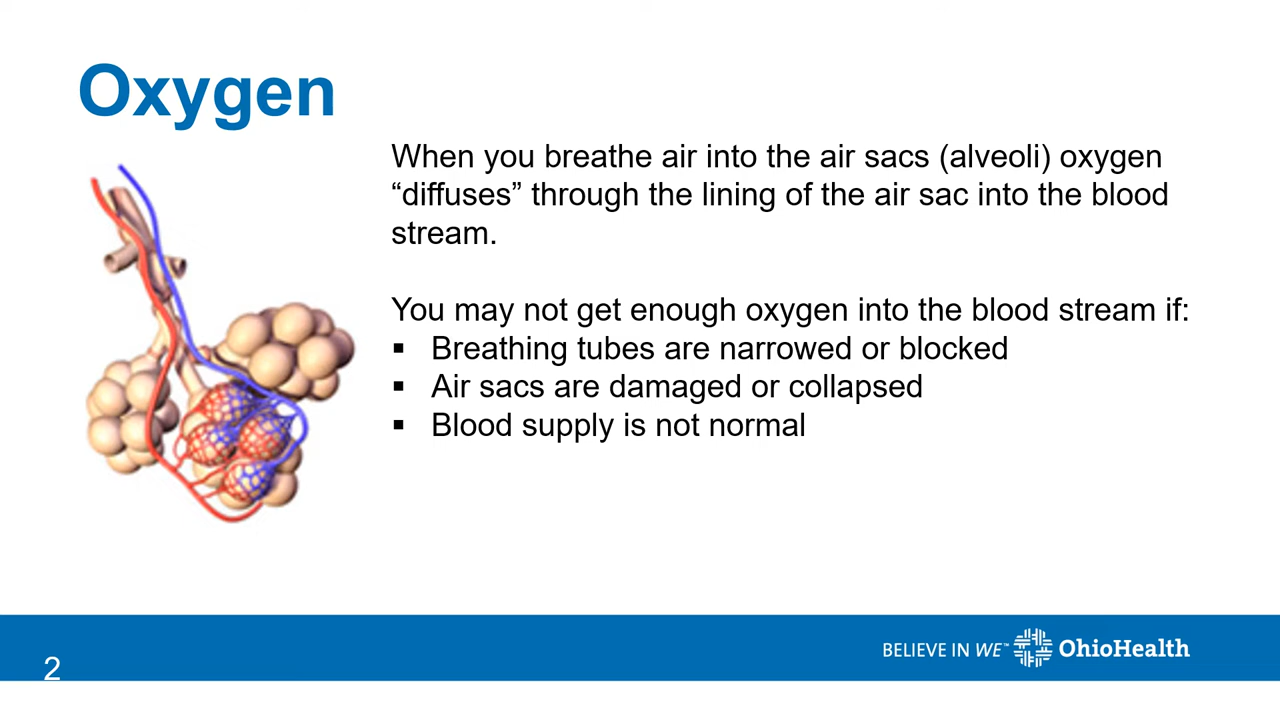 Oxygen
When you breathe air into the air sacs (alveoli) oxygen
“diffuses” through the lining of the air sac into the blood
stream.
You may not get enough oxygen into the blood stream if:
▪ Breathing tubes are narrowed or blocked
▪ Air sacs are damaged or collapsed
▪ Blood supply is not normal
BELIEVE IN WE™ OhioHealth
2